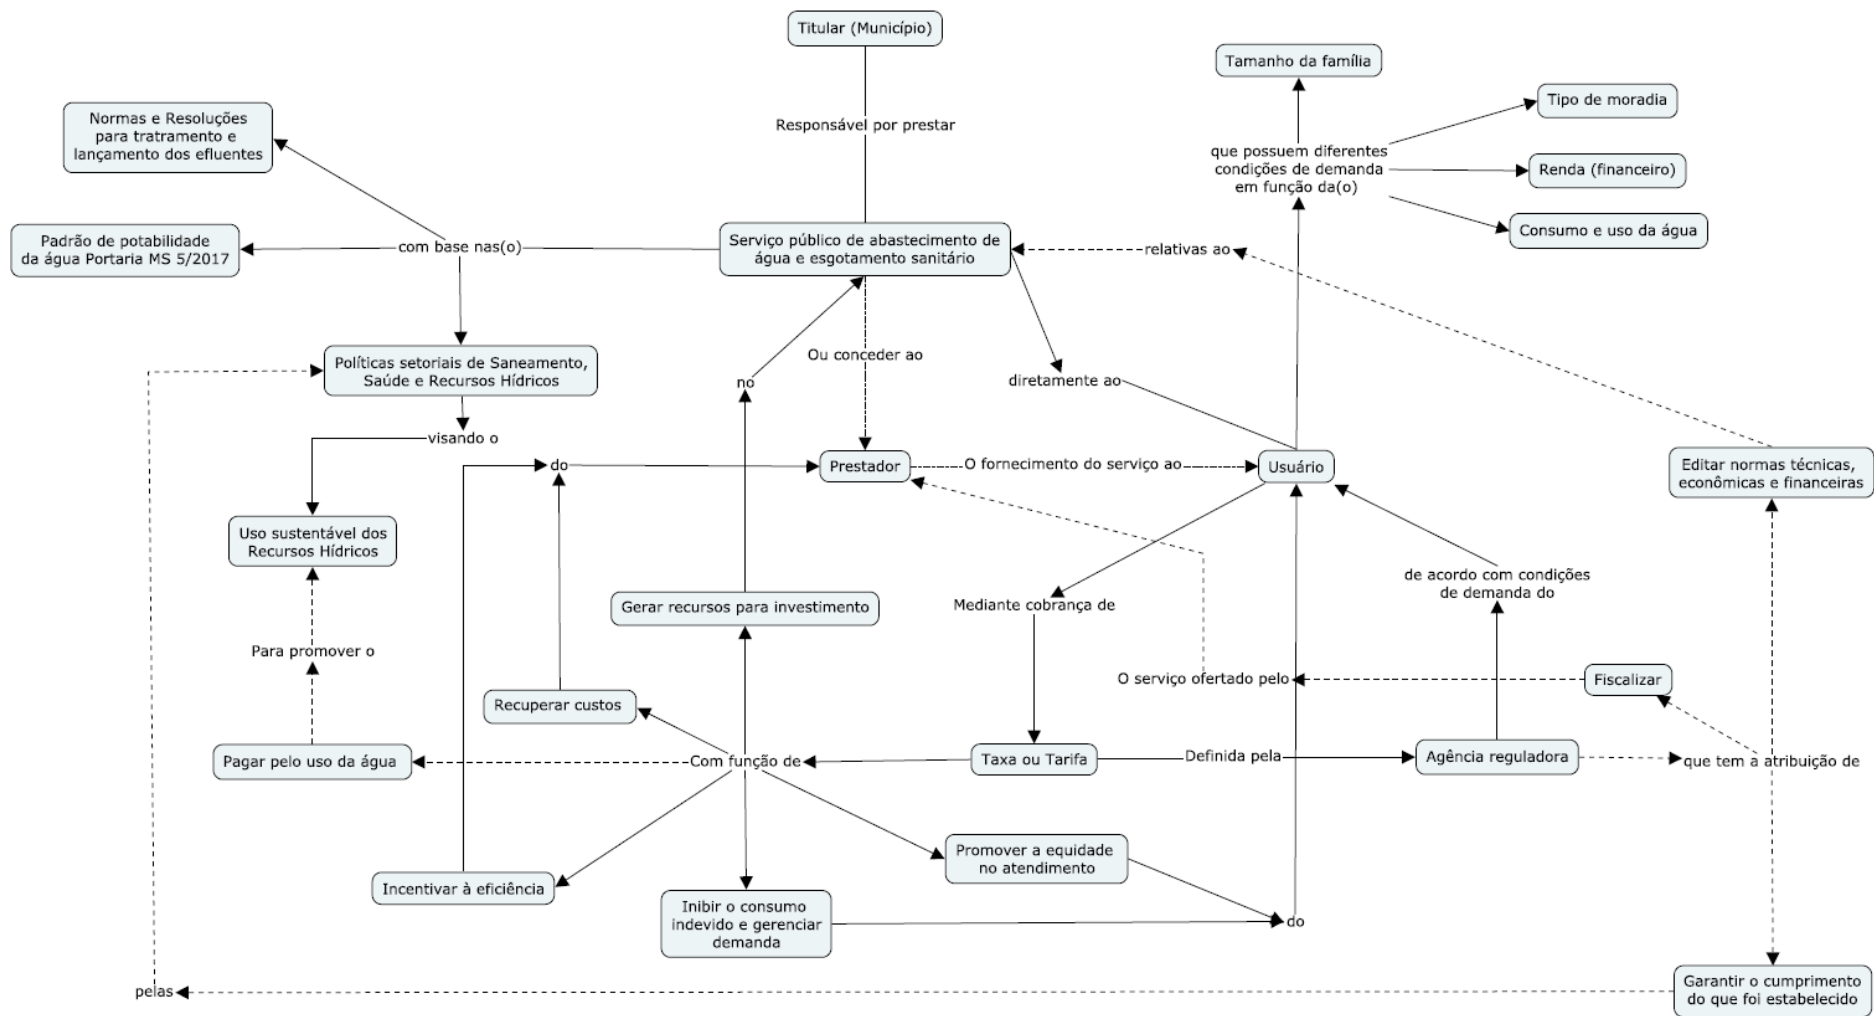 Titular (Município)
Tamanho da família
Tipo de moradia
Normas e Resoluções
para tratramento e
lançamento dos efluentes
Responsável por prestar
que possuem diferentes
condições de demanda
em função da(o)
Renda (financeiro)
Consumo e uso da água
Padrão de potabilidade
da água Portaria MS 5/2017
com base nas(o)
Serviço público de abastecimento de
água e esgotamento sanitário
relativas ao
Políticas setoriais de Saneamento,
Saúde e Recursos Hídricos
Ou conceder ao
no
diretamente ao
visando o
do
Prestador
O fornecimento do serviço ao
Usuário
Editar normas técnicas,
econômicas e financeiras
Uso sustentável dos
Recursos Hídricos
Gerar recursos para investimento
Mediante cobrança de
de acordo com condições
de demanda do
Para promover o
O serviço ofertado pelo
Fiscalizar
Recuperar custos
Pagar pelo uso da água
Com função de
Taxa ou Tarifa
Definida pela
Agência reguladora
que tem a atribuição de
Promover a equidade
no atendimento
Incentivar à eficiência
Inibir o consumo
indevido e gerenciar
demanda
do
pelas
Garantir o cumprimento
do que foi estabelecido